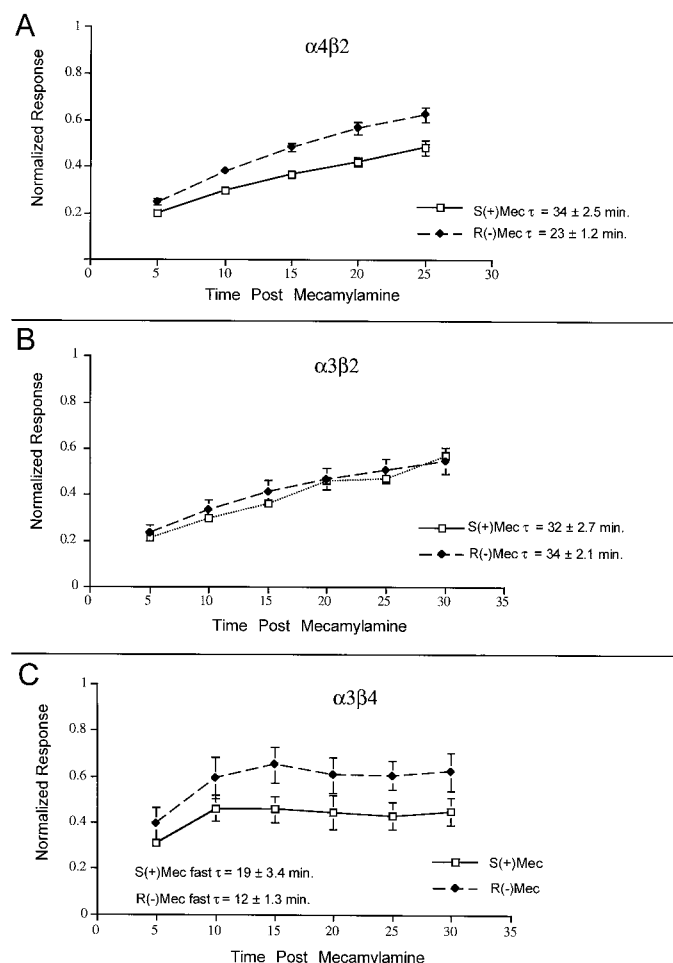 A
α4β2
1
0.8
0.6
0.4
0.2
Normalized Response
0 5 10 15 20 25 30
Time Post Mecamylamine
S(+)Mec τ = 34 ± 2.5 min.
R(-)Mec τ = 23 ± 1.2 min.
B
α3β2
1
0.8
0.6
0.4
0.2
0
Normalized Response
0 5 10 15 20 25 30 35
Time Post Mecamylamine
S(+)Mec τ = 32 ± 2.7 min.
R(-)Mec τ = 34 ± 2.1 min.
C
α3β4
1
0.8
0.6
0.4
0.2
0
Normalized Response
S(+)Mec fast τ = 19 ± 3.4 min.
R(-)Mec fast τ = 12 ± 1.3 min.
S(+)Mec
R(-)Mec
0 5 10 15 20 25 30 35
Time Post Mecamylamine